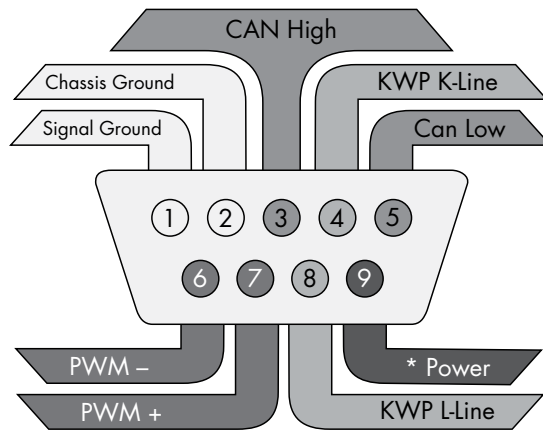 CAN High
Chassis Ground
KWP K-Line
Signal Ground
Can Low
1 2 3 4 5
6 7 8 9
PWM –
* Power
PWM +
KWP L-Line